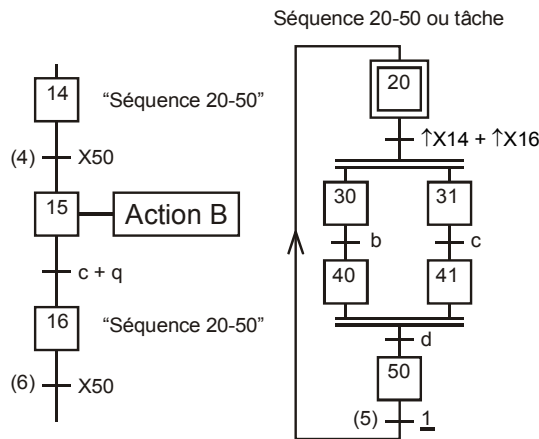 Séquence 20-50 ou tâche
14
"Séquence 20-50"
(4) X50
15
Action B
c + q
16
"Séquence 20-50"
(6) X50
20
↑X14 + ↑X16
30
31
b
c
40
41
d
50
(5) 1